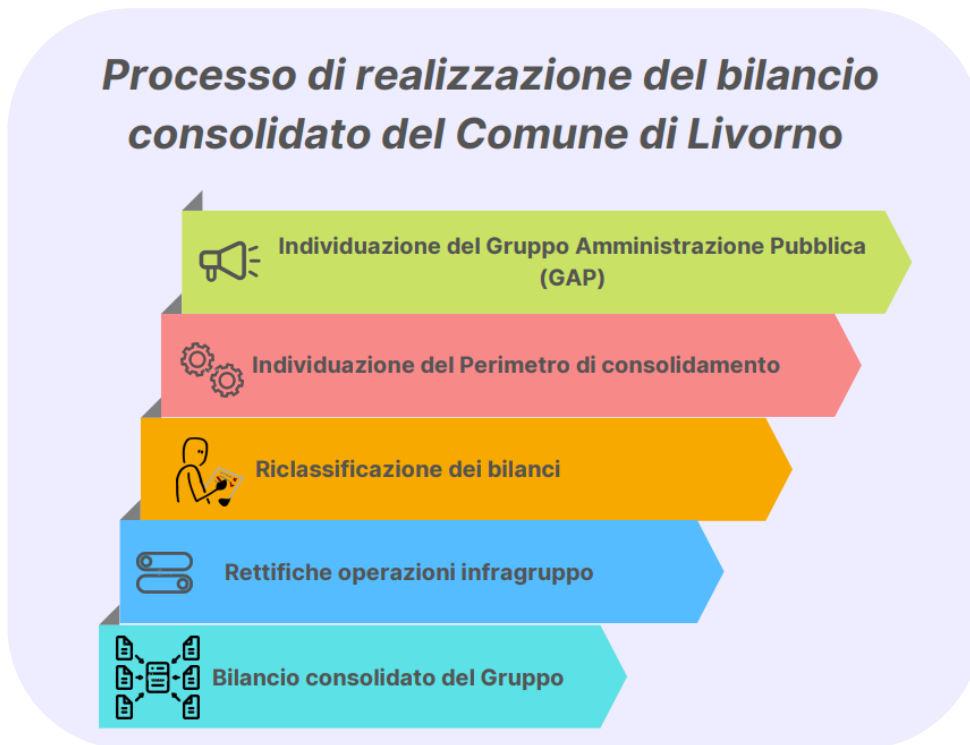 Processo di realizzazione del bilancio
consolidato del Comune di Livorno
Individuazione del Gruppo Amministrazione Pubblica
(GAP)
Individuazione del Perimetro di consolidamento
Riclassificazione dei bilanci
Rettifiche operazioni infragruppo
Bilancio consolidato del Gruppo